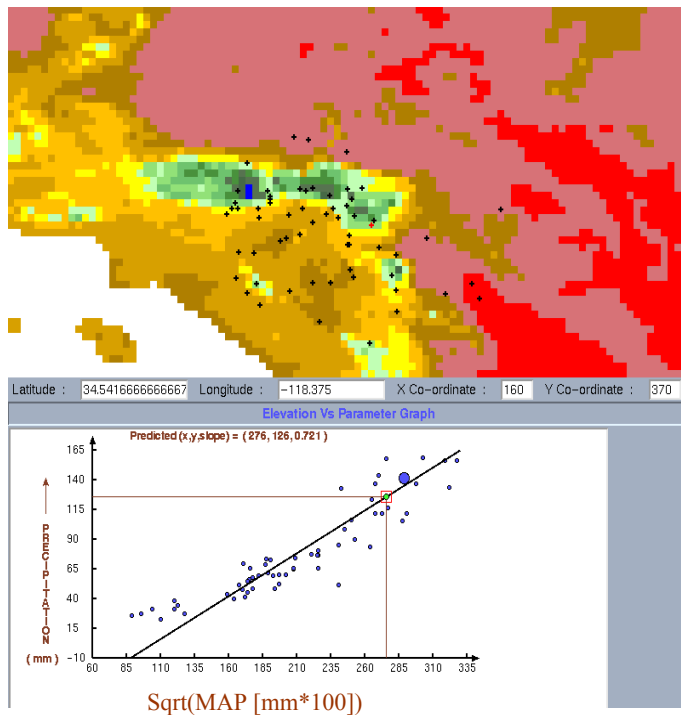 Latitude : 34.5416666666667 Longitude : -118.375 X Co-ordinate : 160 Y Co-ordinate : 370
Elevation Vs Parameter Graph
Predicted (x,y,slope) = ( 276, 126, 0.721 )
165
140
115
90
65
40
15
-10
PRECIPITATION
( mm )
60 85 110 135 160 185 210 235 260 285 310 335
Sqrt(MAP [mm*100])